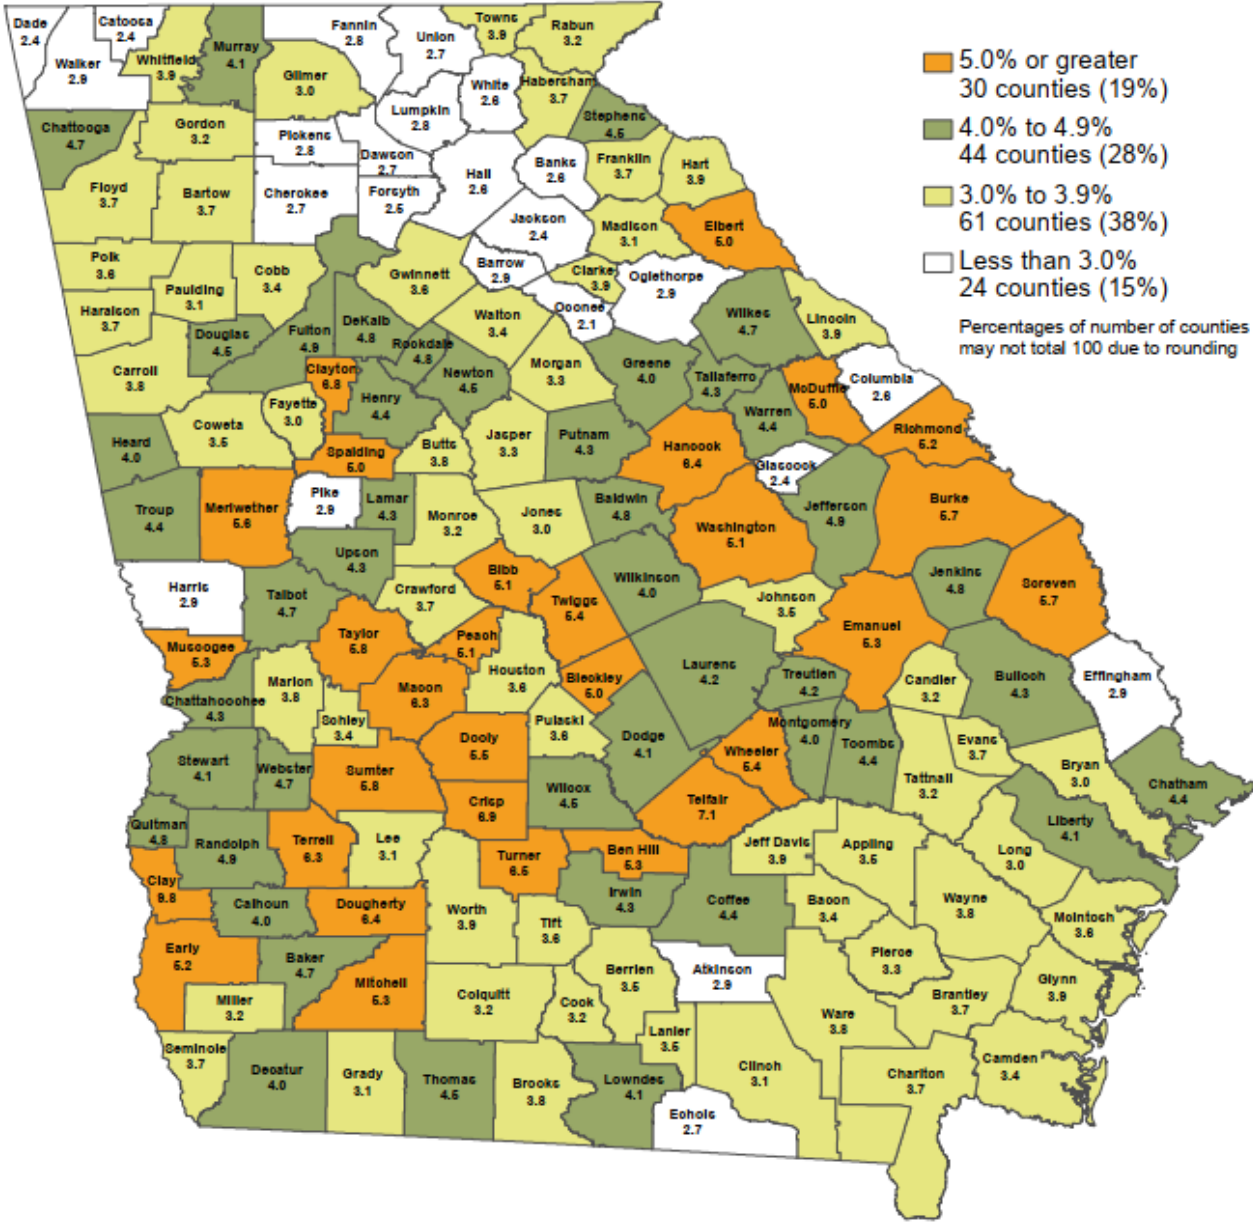 Dade
2.4
Catoosa
2.4
Walker
2.9
Whitfield
3.9
Murray
4.1
Fannin
2.8
Gilmer
3.0
Union
2.7
Towns
3.9
Rabun
3.2
White
2.6
Habersham
3.7
Lumpkin
2.8
Stephens
4.5
Chattooga
4.7
Gordon
3.2
Pickens
2.8
Dawson
2.7
Hall
2.6
Banks
2.6
Franklin
3.7
Hart
3.9
Floyd
3.7
Bartow
3.7
Cherokee
2.7
Forsyth
2.5
Jackson
2.4
Madison
3.1
Elbert
5.0
Polk
3.6
Paulding
3.1
Cobb
3.4
Gwinnett
3.6
Barrow
2.9
Clarke
3.9
Oglethorpe
2.9
Oconee
2.1
Wilkes
4.7
Lincoln
3.9
Haralson
3.7
Douglas
4.5
Fulton
4.9
DeKalb
4.8
Rockdale
4.8
Walton
3.4
Newton
4.5
Morgan
3.3
Greene
4.0
Taliaferro
4.3
McDuffie
5.0
Columbia
2.6
Carroll
3.8
Clayton
6.8
Henry
4.4
Fayette
3.0
Coweta
3.5
Heard
4.0
Spalding
5.0
Butts
3.8
Jasper
3.3
Putnam
4.3
Hancock
6.4
Warren
4.4
Richmond
5.2
Glascock
2.4
Troup
4.4
Meriwether
5.6
Pike
2.9
Lamar
4.3
Monroe
3.2
Jones
3.0
Baldwin
4.8
Washington
5.1
Jefferson
4.9
Burke
5.7
Upson
4.3
Harris
2.9
Talbot
4.7
Crawford
3.7
Bibb
5.1
Twiggs
5.4
Wilkinson
4.0
Johnson
3.5
Jenkins
4.8
Screven
5.7
Emanuel
5.3
Muscogee
5.3
Taylor
5.8
Peach
5.1
Houston
3.6
Bleckley
5.0
Laurens
4.2
Treutlen
4.2
Candler
3.2
Bulloch
4.3
Effingham
2.9
Chattahoochee
4.3
Marion
3.8
Macon
6.3
Schley
3.4
Pulaski
3.6
Dooly
5.5
Dodge
4.1
Wheeler
5.4
Montgomery
4.0
Toombs
4.4
Evans
3.7
Tattnall
3.2
Bryan
3.0
Chatham
4.4
Stewart
4.1
Webster
4.7
Sumter
5.8
Crisp
6.9
Wilcox
4.5
Telfair
7.1
Liberty
4.1
Long
3.0
Quitman
4.8
Randolph
4.9
Terrell
6.3
Lee
3.1
Turner
6.5
Ben Hill
5.3
Jeff Davis
3.9
Appling
3.5
Clay
9.8
Calhoun
4.0
Dougherty
6.4
Worth
3.9
Tift
3.6
Irwin
4.3
Coffee
4.4
Bacon
3.4
Wayne
3.8
McIntosh
3.6
Early
5.2
Baker
4.7
Mitchell
5.3
Berrien
3.5
Atkinson
2.9
Pierce
3.3
Miller
3.2
Colquitt
3.2
Cook
3.2
Ware
3.8
Brantley
3.7
Glynn
3.9
Seminole
3.7
Decatur
4.0
Grady
3.1
Thomas
4.5
Brooks
3.8
Lanier
3.5
Lowndes
4.1
Clinch
3.1
Echols
2.7
Charlton
3.7
Camden
3.4
5.0% or greater
30 counties (19%)
4.0% to 4.9%
44 counties (28%)
3.0% to 3.9%
61 counties (38%)
Less than 3.0%
24 counties (15%)
Percentages of number of counties
may not total 100 due to rounding